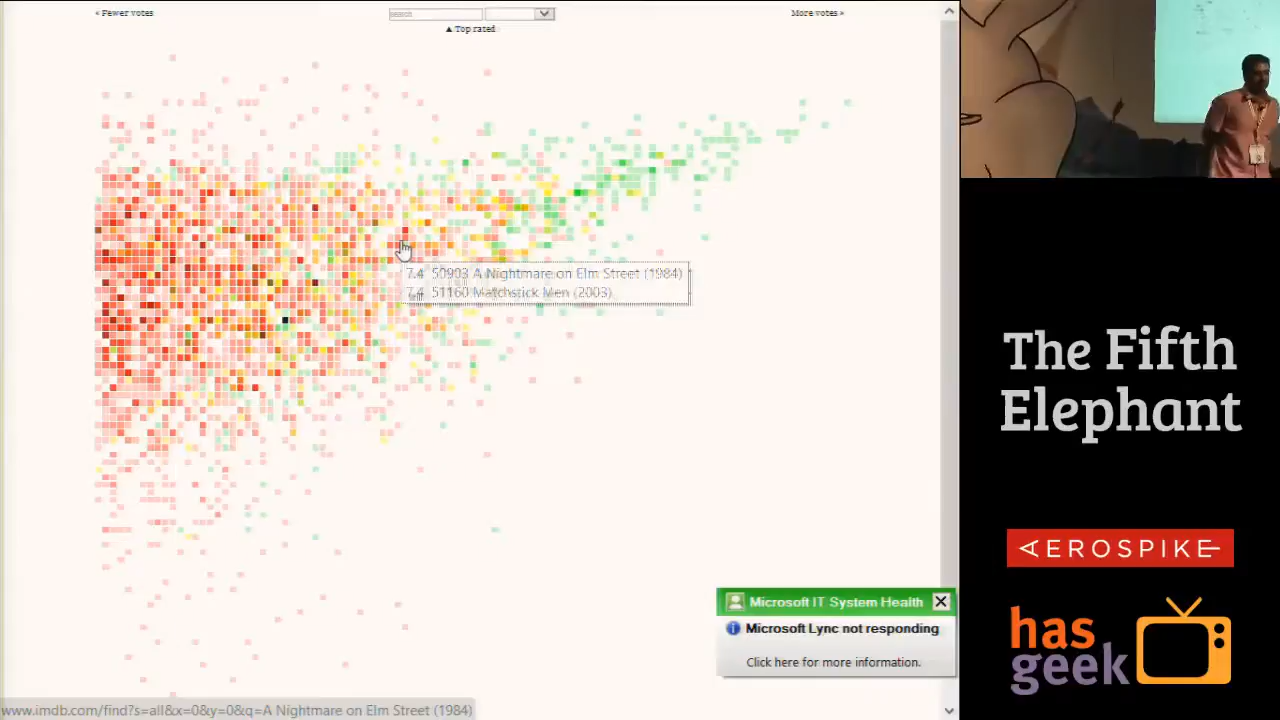 « Fewer votes
search
More votes »
▲ Top rated
7.4 50903 A Nightmare on Elm Street (1984)
7.4 51160 Matchstick Men (2003)
Microsoft IT System Health
Microsoft Lync not responding
Click here for more information.
www.imdb.com/find?s=all&x=0&y=0&q=A Nightmare on Elm Street (1984)
The Fifth
Elephant
AEROSPIKE
has
geek